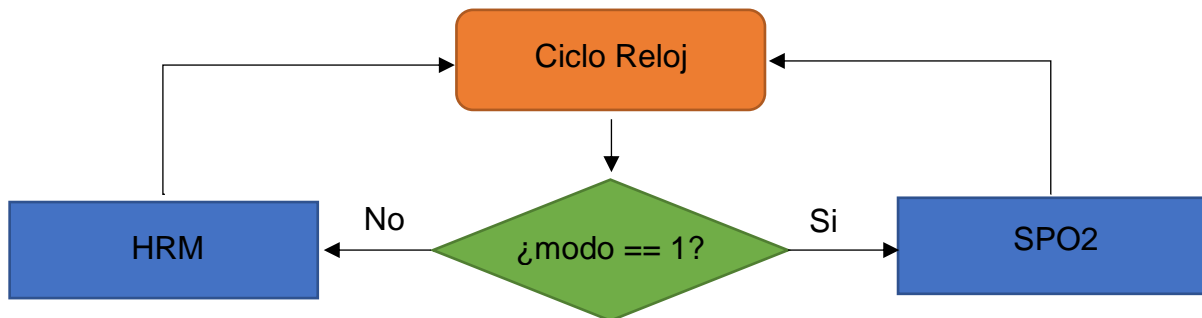 Ciclo Reloj
No
Si
HRM
¿modo == 1?
SPO2